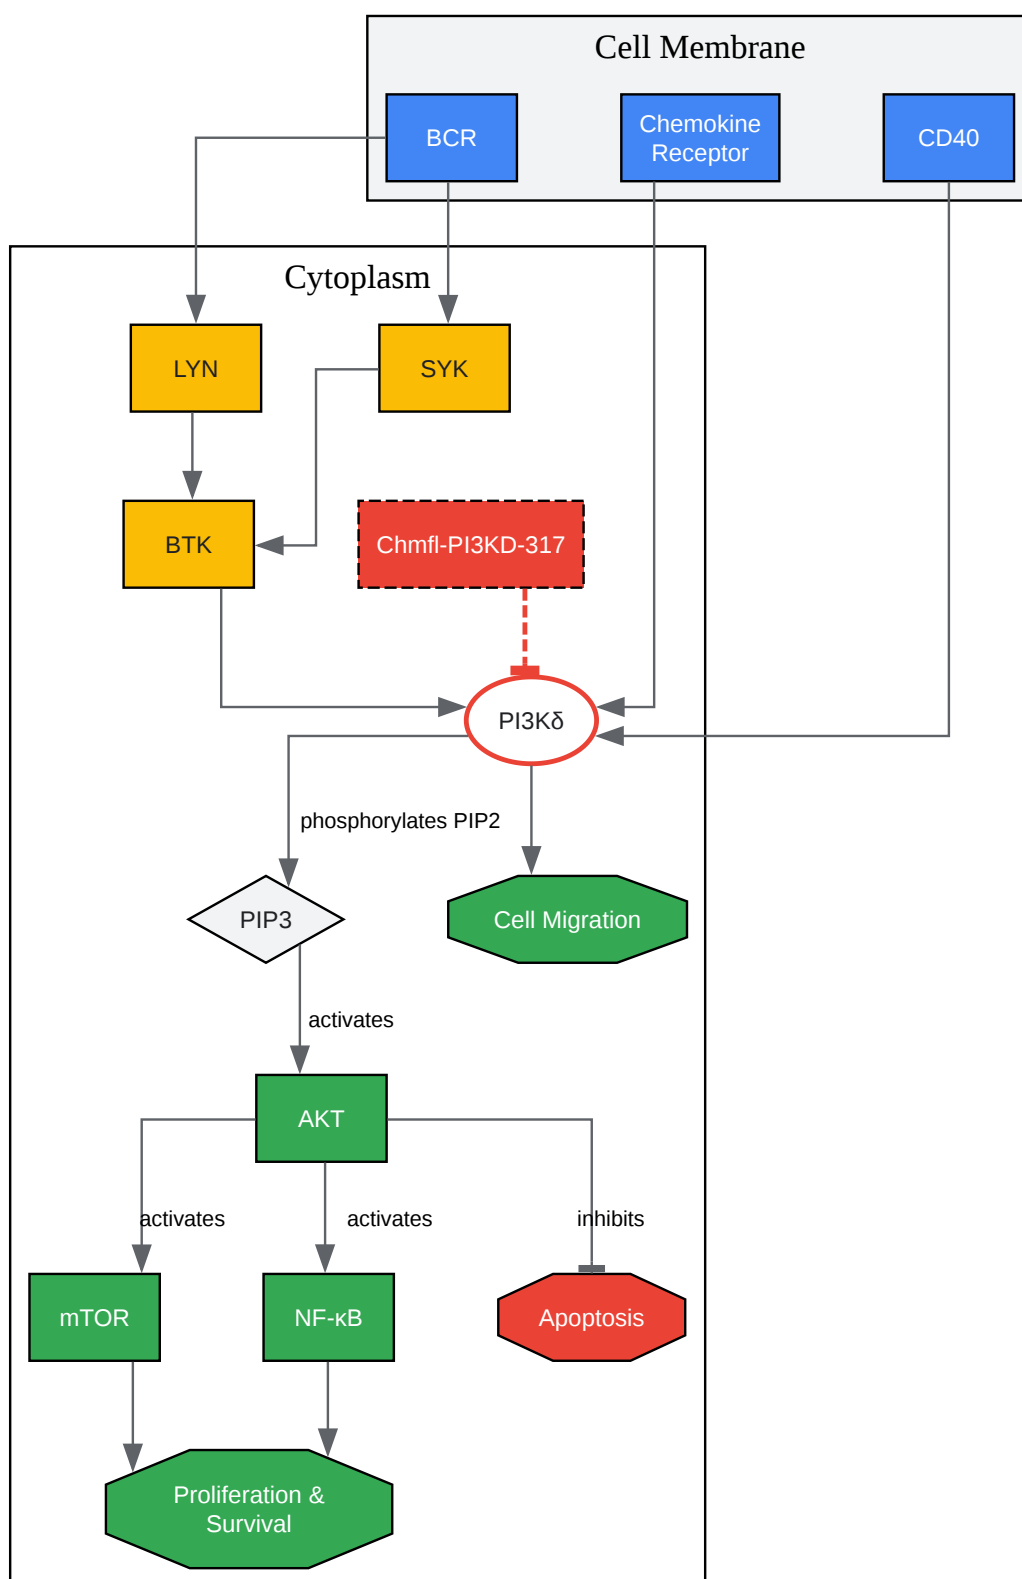 Cell Membrane
BCR
Chemokine
Receptor
CD40
Cytoplasm
LYN
SYK
BTK
Chmfl-PI3KD-317
PI3Kδ
phosphorylates PIP2
PIP3
Cell Migration
activates
AKT
activates
activates
inhibits
mTOR
NF-κB
Apoptosis
Proliferation &
Survival